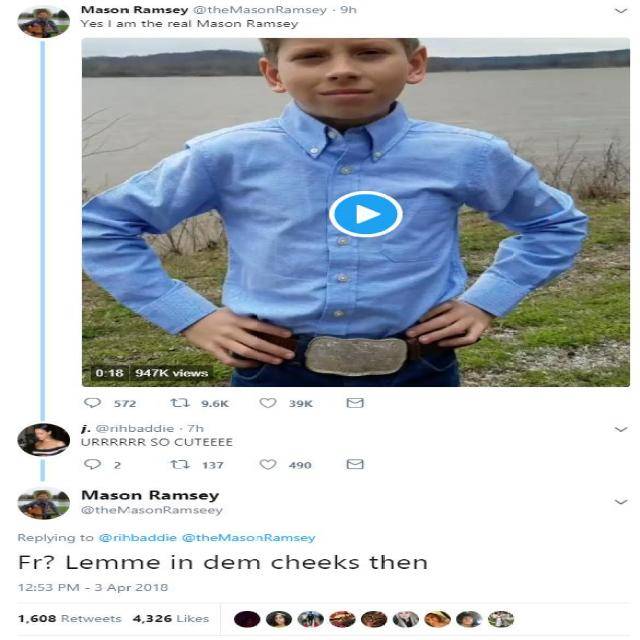 Mason Ramsey @theMasonRamsey · 9h
Yes I am the real Mason Ramsey
0:18 947K views
572 9.6K 39K
j. @rihbaddie · 7h
URRRRRR SO CUTEEEE
2 137 490
Mason Ramsey
@theMasonRamseey
Replying to @rihbaddie @theMasonRamsey
Fr? Lemme in dem cheeks then
12:53 PM - 3 Apr 2018
1,608 Retweets 4,326 Likes